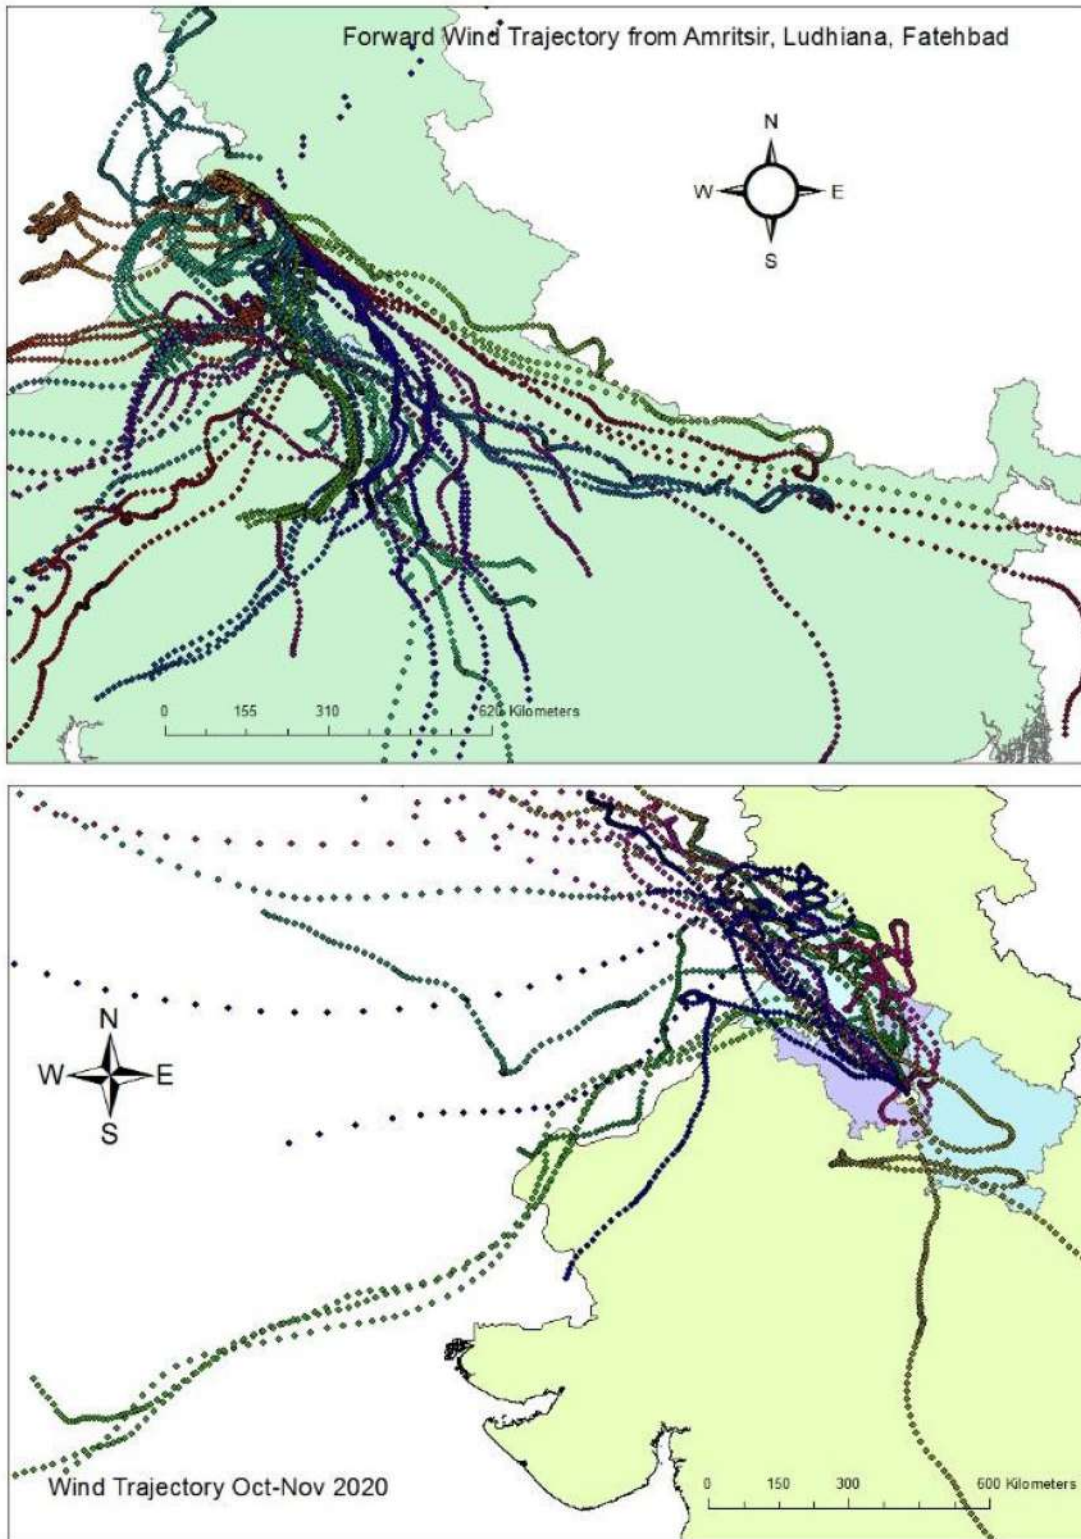 Forward Wind Trajectory from Amritsir, Ludhiana, Fatehbad
N
W E
S
0 155 310 620 Kilometers
N
W E
S
Wind Trajectory Oct-Nov 2020
0 150 300 600 Kilometers